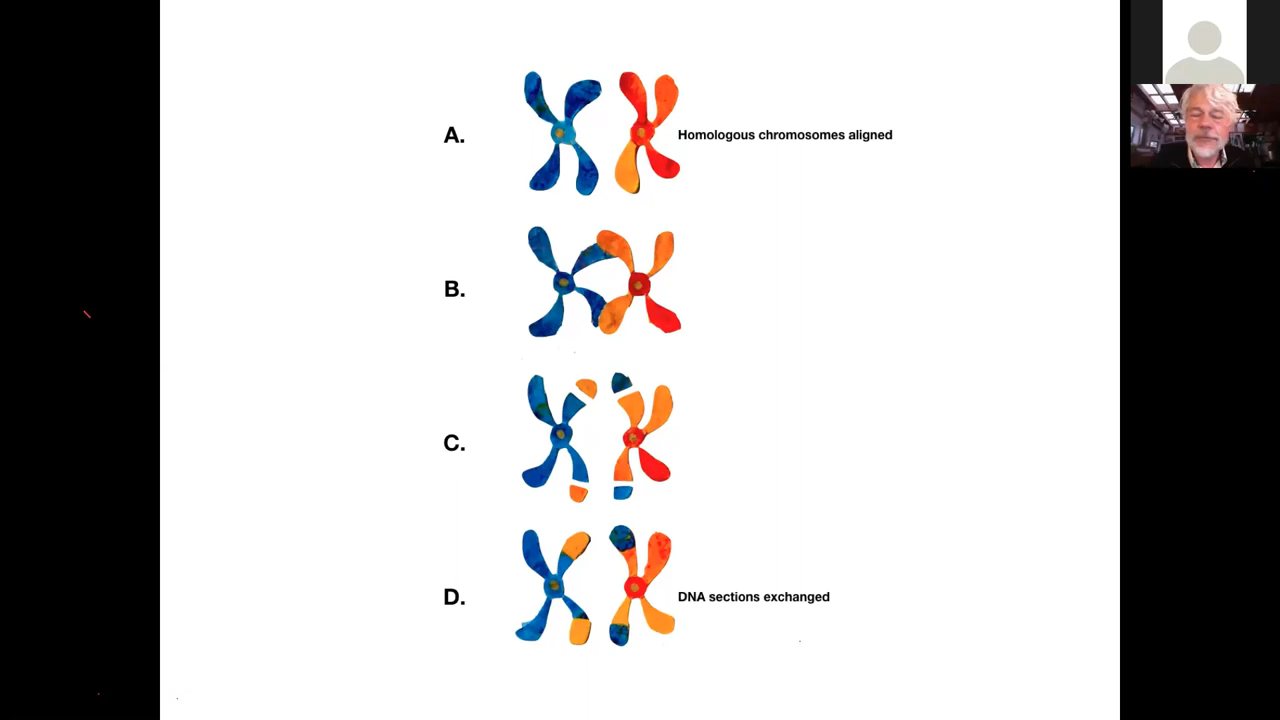 A.
Homologous chromosomes aligned
B.
C.
D.
DNA sections exchanged